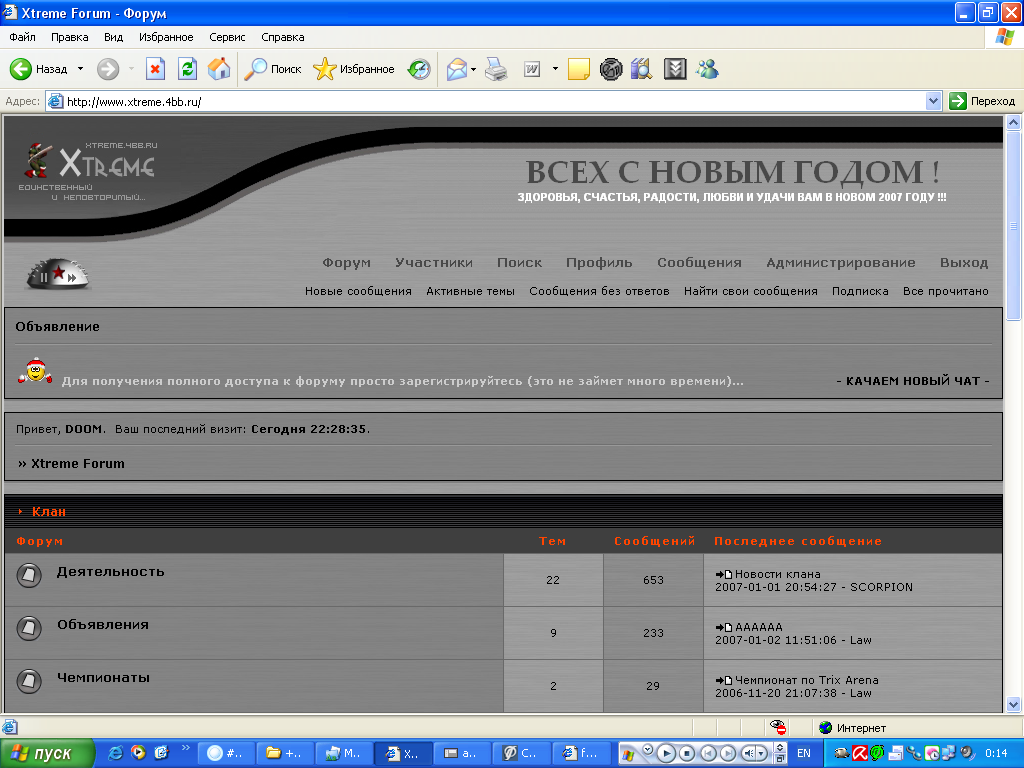 Xtreme Forum - Форум
Файл Правка Вид Избранное Сервис Справка
Назад Поиск Избранное
Адрес: http://www.xtreme.4bb.ru/ Переход
XTREME.4BB.RU
XTREME
ЕДИНСТВЕННЫЙ
И НЕПОВТОРИМЫЙ...
ВСЕХ С НОВЫМ ГОДОМ !
ЗДОРОВЬЯ, СЧАСТЬЯ, РАДОСТИ, ЛЮБВИ И УДАЧИ ВАМ В НОВОМ 2007 ГОДУ !!!
Форум Участники Поиск Профиль Сообщения Администрирование Выход
Новые сообщения Активные темы Сообщения без ответов Найти свои сообщения Подписка Все прочитано
Объявление
Для получения полного доступа к форуму просто зарегистрируйтесь (это не займет много времени)...
- КАЧАЕМ НОВЫЙ ЧАТ -
Привет, DOOM. Ваш последний визит: Сегодня 22:28:35.
» Xtreme Forum
Клан
Форум Тем Сообщений Последнее сообщение
Деятельность 22 653 Новости клана
2007-01-01 20:54:27 - SCORPION
Объявления 9 233 АААААА
2007-01-02 11:51:06 - Law
Чемпионаты 2 29 Чемпионат по Trix Arena
2006-11-20 21:07:38 - Law
Интернет
пуск » #.. +.. М.. X.. a.. С.. f... EN 0:14